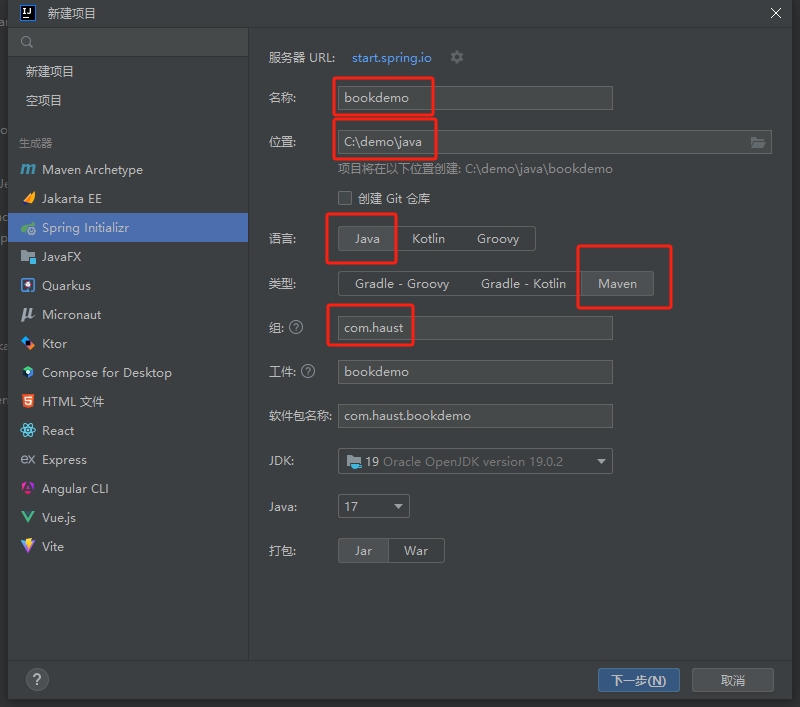 新建项目
新建项目
空项目
生成器
Maven Archetype
Jakarta EE
Spring Initializr
JavaFX
Quarkus
Micronaut
Ktor
Compose for Desktop
HTML 文件
React
Express
Angular CLI
Vue.js
Vite
服务器 URL: start.spring.io
名称: bookdemo
位置: C:\demo\java
项目将在以下位置创建: C:\demo\java\bookdemo
创建 Git 仓库
语言: Java Kotlin Groovy
类型: Gradle - Groovy Gradle - Kotlin Maven
组: ? com.haust
工件: ? bookdemo
软件包名称: com.haust.bookdemo
JDK: 19 Oracle OpenJDK version 19.0.2
Java: 17
打包: Jar War
? 下一步(N) 取消